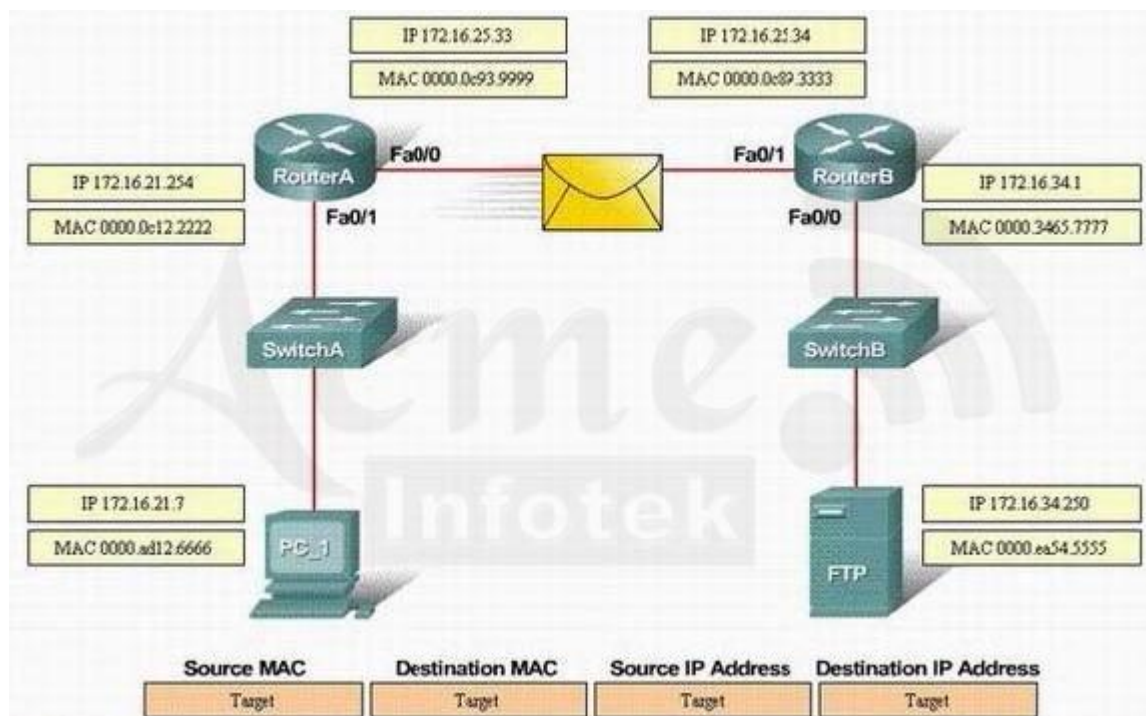 IP 172.16.25.33
IP 172.16.25.34
MAC 0000.0c93.9999
MAC 0000.0c89.3333
Fa0/0
Fa0/1
RouterA
RouterB
IP 172.16.21.254
IP 172.16.34.1
MAC 0000.0c12.2222
Fa0/1
Fa0/0
MAC 0000.3465.7777
SwitchA
SwitchB
Acme
Infotek
IP 172.16.21.7
IP 172.16.34.250
MAC 0000.ad12.6666
PC_1
MAC 0000.ea54.5555
FTP
Source MAC
Destination MAC
Source IP Address
Destination IP Address
Target
Target
Target
Target